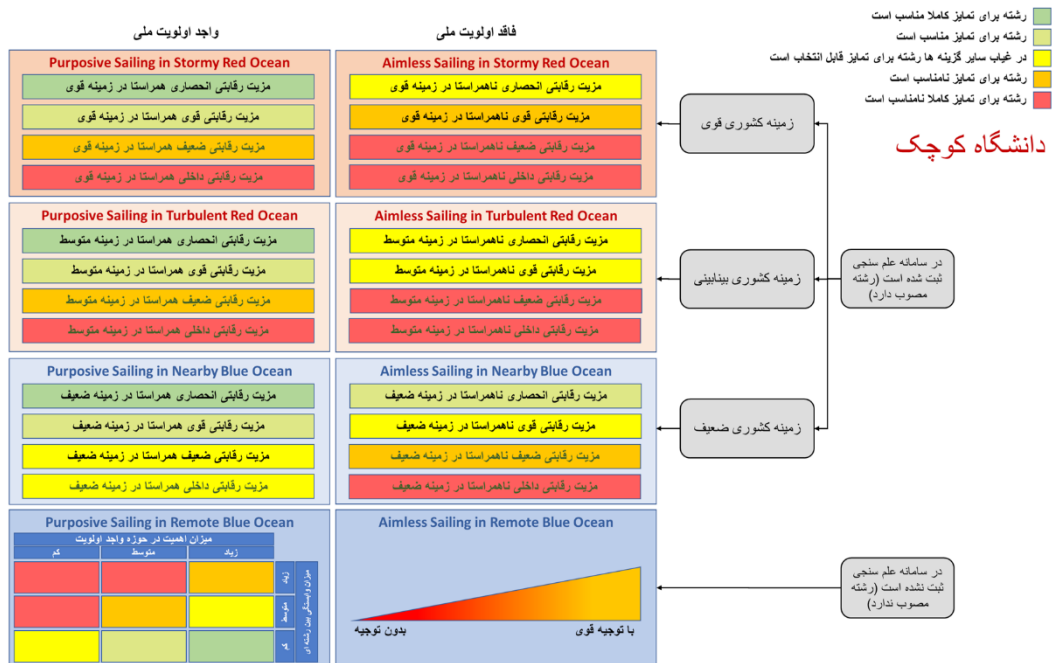 رشته برای تمایز کاملا مناسب است
رشته برای تمایز مناسب است
در غیاب سایر گزینه ها رشته برای تمایز قابل انتخاب است
رشته برای تمایز نامناسب است
رشته برای تمایز کاملا نامناسب است
دانشگاه کوچک
فاقد اولویت ملی
واجد اولویت ملی
در سامانه علم سنجی
ثبت شده است (رشته
مصوب دارد)
زمینه کشوری قوی
Aimless Sailing in Stormy Red Ocean
مزیت رقابتی انحصاری ناهمراستا در زمینه قوی
مزیت رقابتی قوی ناهمراستا در زمینه قوی
مزیت رقابتی ضعیف ناهمراستا در زمینه قوی
مزیت رقابتی داخلی ناهمراستا در زمینه قوی
Purposive Sailing in Stormy Red Ocean
مزیت رقابتی انحصاری همراستا در زمینه قوی
مزیت رقابتی قوی همراستا در زمینه قوی
مزیت رقابتی ضعیف همراستا در زمینه قوی
مزیت رقابتی داخلی همراستا در زمینه قوی
زمینه کشوری بینابینی
Aimless Sailing in Turbulent Red Ocean
مزیت رقابتی انحصاری ناهمراستا در زمینه متوسط
مزیت رقابتی قوی ناهمراستا در زمینه متوسط
مزیت رقابتی ضعیف ناهمراستا در زمینه متوسط
مزیت رقابتی داخلی ناهمراستا در زمینه متوسط
Purposive Sailing in Turbulent Red Ocean
مزیت رقابتی انحصاری همراستا در زمینه متوسط
مزیت رقابتی قوی همراستا در زمینه متوسط
مزیت رقابتی ضعیف همراستا در زمینه متوسط
مزیت رقابتی داخلی همراستا در زمینه متوسط
زمینه کشوری ضعیف
Aimless Sailing in Nearby Blue Ocean
مزیت رقابتی انحصاری ناهمراستا در زمینه ضعیف
مزیت رقابتی قوی ناهمراستا در زمینه ضعیف
مزیت رقابتی ضعیف ناهمراستا در زمینه ضعیف
مزیت رقابتی داخلی ناهمراستا در زمینه ضعیف
Purposive Sailing in Nearby Blue Ocean
مزیت رقابتی انحصاری همراستا در زمینه ضعیف
مزیت رقابتی قوی همراستا در زمینه ضعیف
مزیت رقابتی ضعیف همراستا در زمینه ضعیف
مزیت رقابتی داخلی همراستا در زمینه ضعیف
در سامانه علم سنجی
ثبت نشده است (رشته
مصوب ندارد)
Aimless Sailing in Remote Blue Ocean
با توجیه قوی
بدون توجیه
Purposive Sailing in Remote Blue Ocean
میزان اهمیت در حوزه واجد اولویت
زیاد
متوسط
کم
میزان وابستگی بین رشته ای
زیاد
متوسط
کم